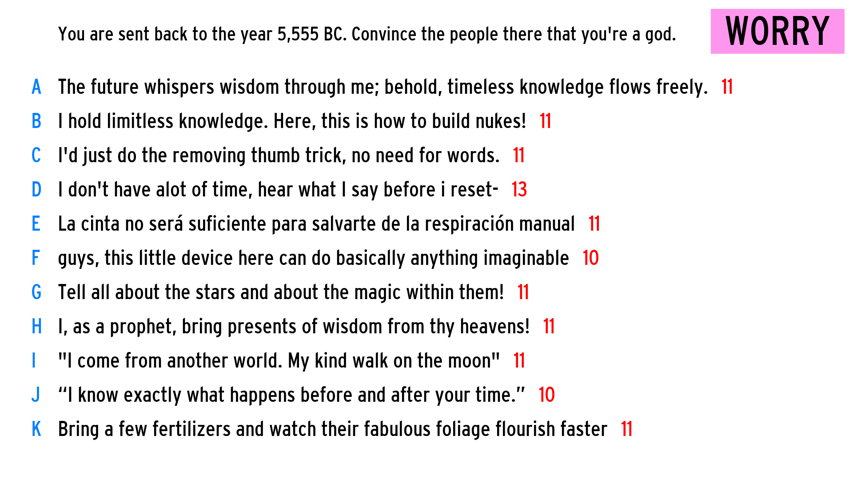 You are sent back to the year 5,555 BC. Convince the people there that you're a god.
WORRY
A The future whispers wisdom through me; behold, timeless knowledge flows freely. 11
B I hold limitless knowledge. Here, this is how to build nukes! 11
C I'd just do the removing thumb trick, no need for words. 11
D I don't have alot of time, hear what I say before i reset- 13
E La cinta no será suficiente para salvarte de la respiración manual 11
F guys, this little device here can do basically anything imaginable 10
G Tell all about the stars and about the magic within them! 11
H I, as a prophet, bring presents of wisdom from thy heavens! 11
I "I come from another world. My kind walk on the moon" 11
J “I know exactly what happens before and after your time.” 10
K Bring a few fertilizers and watch their fabulous foliage flourish faster 11